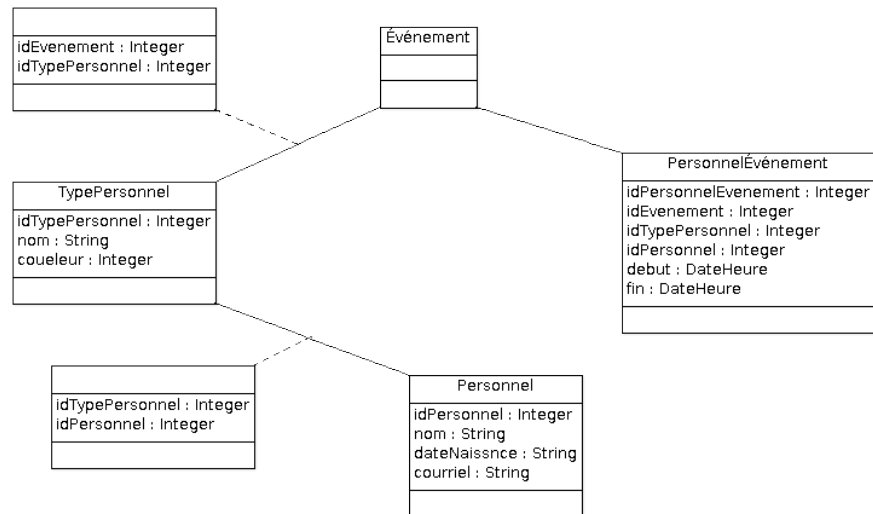 idEvenement : Integer
idTypePersonnel : Integer
Événement
PersonnelÉvénement
idPersonnelEvenement : Integer
idEvenement : Integer
idTypePersonnel : Integer
idPersonnel : Integer
debut : DateHeure
fin : DateHeure
TypePersonnel
idTypePersonnel : Integer
nom : String
coueleur : Integer
idTypePersonnel : Integer
idPersonnel : Integer
Personnel
idPersonnel : Integer
nom : String
dateNaissnce : String
courriel : String